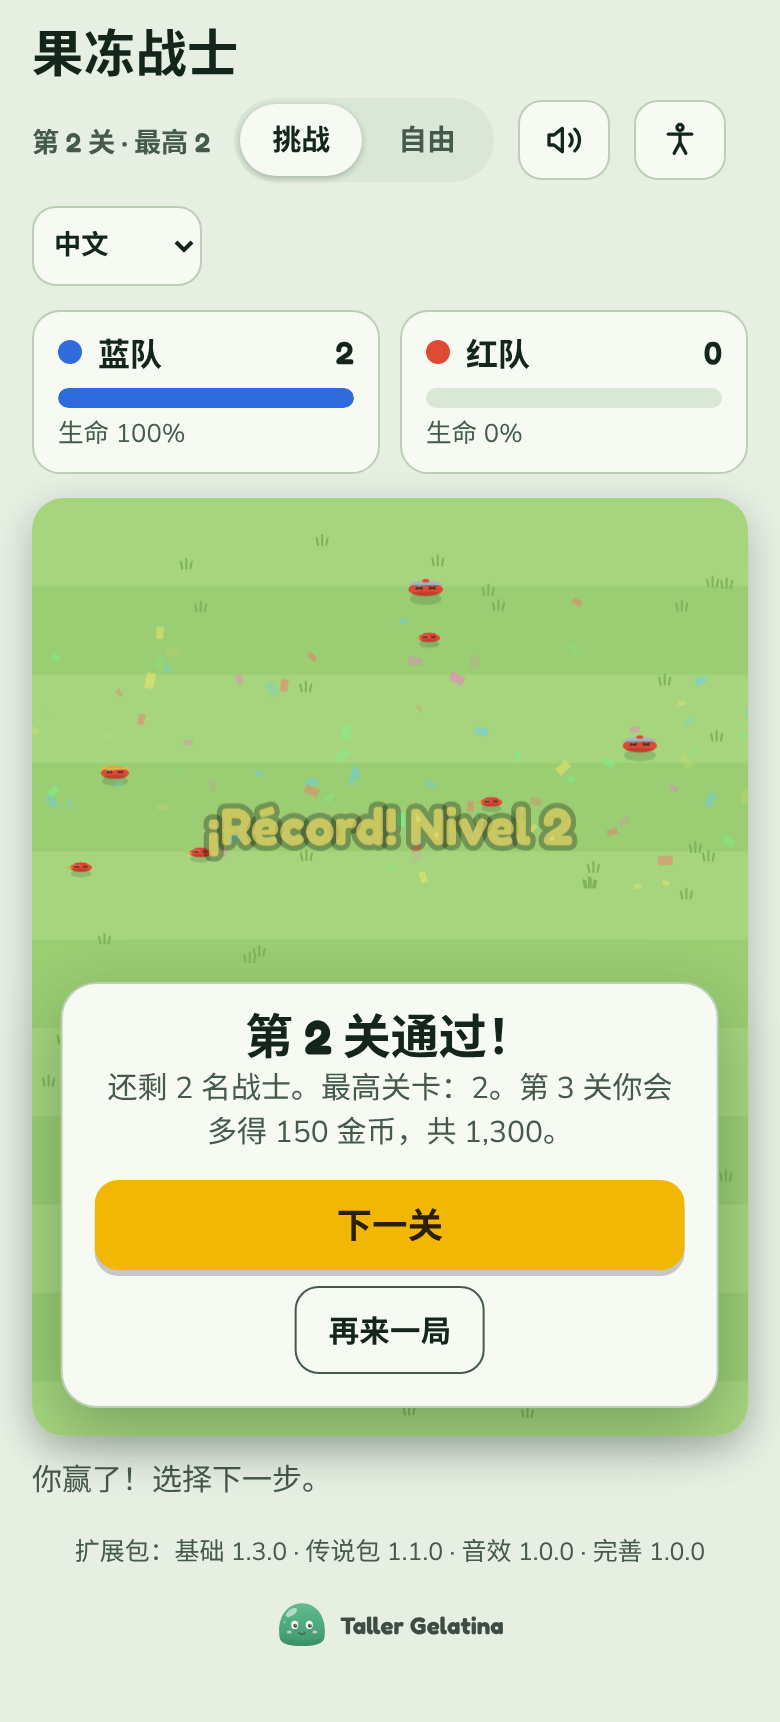 果冻战士
第 2 关 · 最高 2
挑战
自由
中文
蓝队 2
生命 100%
红队 0
生命 0%
¡Récord! Nivel 2
第 2 关通过！
还剩 2 名战士。最高关卡：2。第 3 关你会
多得 150 金币，共 1,300。
下一关
再来一局
你赢了！选择下一步。
扩展包：基础 1.3.0 · 传说包 1.1.0 · 音效 1.0.0 · 完善 1.0.0
Taller Gelatina